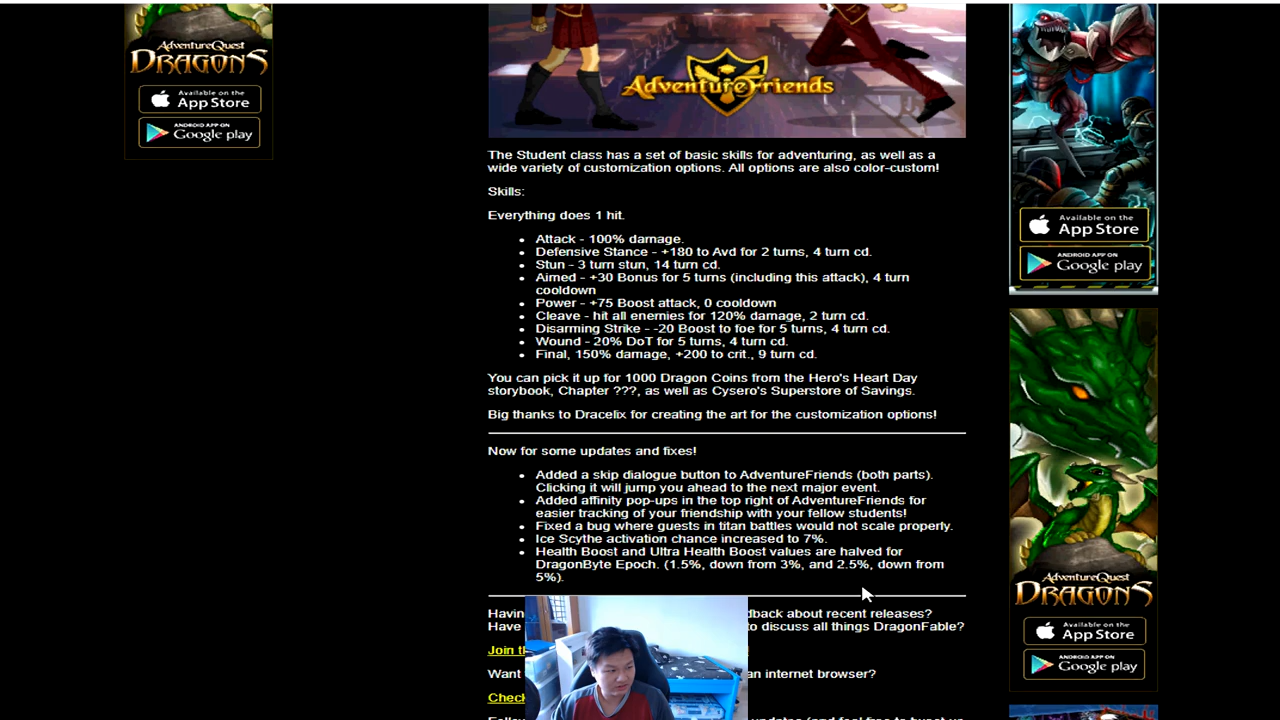 AdventureQuest
DRAGONS
Available on the
App Store
ANDROID APP ON
Google play
AdventureFriends
The Student class has a set of basic skills for adventuring, as well as a
wide variety of customization options. All options are also color-custom!
Skills:
Everything does 1 hit.
• Attack - 100% damage.
• Defensive Stance - +180 to Avd for 2 turns, 4 turn cd.
• Stun - 3 turn stun, 14 turn cd.
• Aimed - +30 Bonus for 5 turns (including this attack), 4 turn
cooldown
• Power - +75 Boost attack, 0 cooldown
• Cleave - hit all enemies for 120% damage, 2 turn cd.
• Disarming Strike - -20 Boost to foe for 5 turns, 4 turn cd.
• Wound - 20% DoT for 5 turns, 4 turn cd.
• Final, 150% damage, +200 to crit., 9 turn cd.
You can pick it up for 1000 Dragon Coins from the Hero's Heart Day
storybook, Chapter ???, as well as Cysero's Superstore of Savings.
Big thanks to Dracelix for creating the art for the customization options!
Now for some updates and fixes!
• Added a skip dialogue button to AdventureFriends (both parts).
Clicking it will jump you ahead to the next major event.
• Added affinity pop-ups in the top right of AdventureFriends for
easier tracking of your friendship with your fellow students!
• Fixed a bug where guests in titan battles would not scale properly.
• Ice Scythe activation chance increased to 7%.
• Health Boost and Ultra Health Boost values are halved for
DragonByte Epoch. (1.5%, down from 3%, and 2.5%, down from
5%).
about recent releases?
Have to discuss all things DragonFable?
Join
Want an internet browser?
Check
Available on the
App Store
ANDROID APP ON
Google play
AdventureQuest
DRAGONS
Available on the
App Store
ANDROID APP ON
Google play